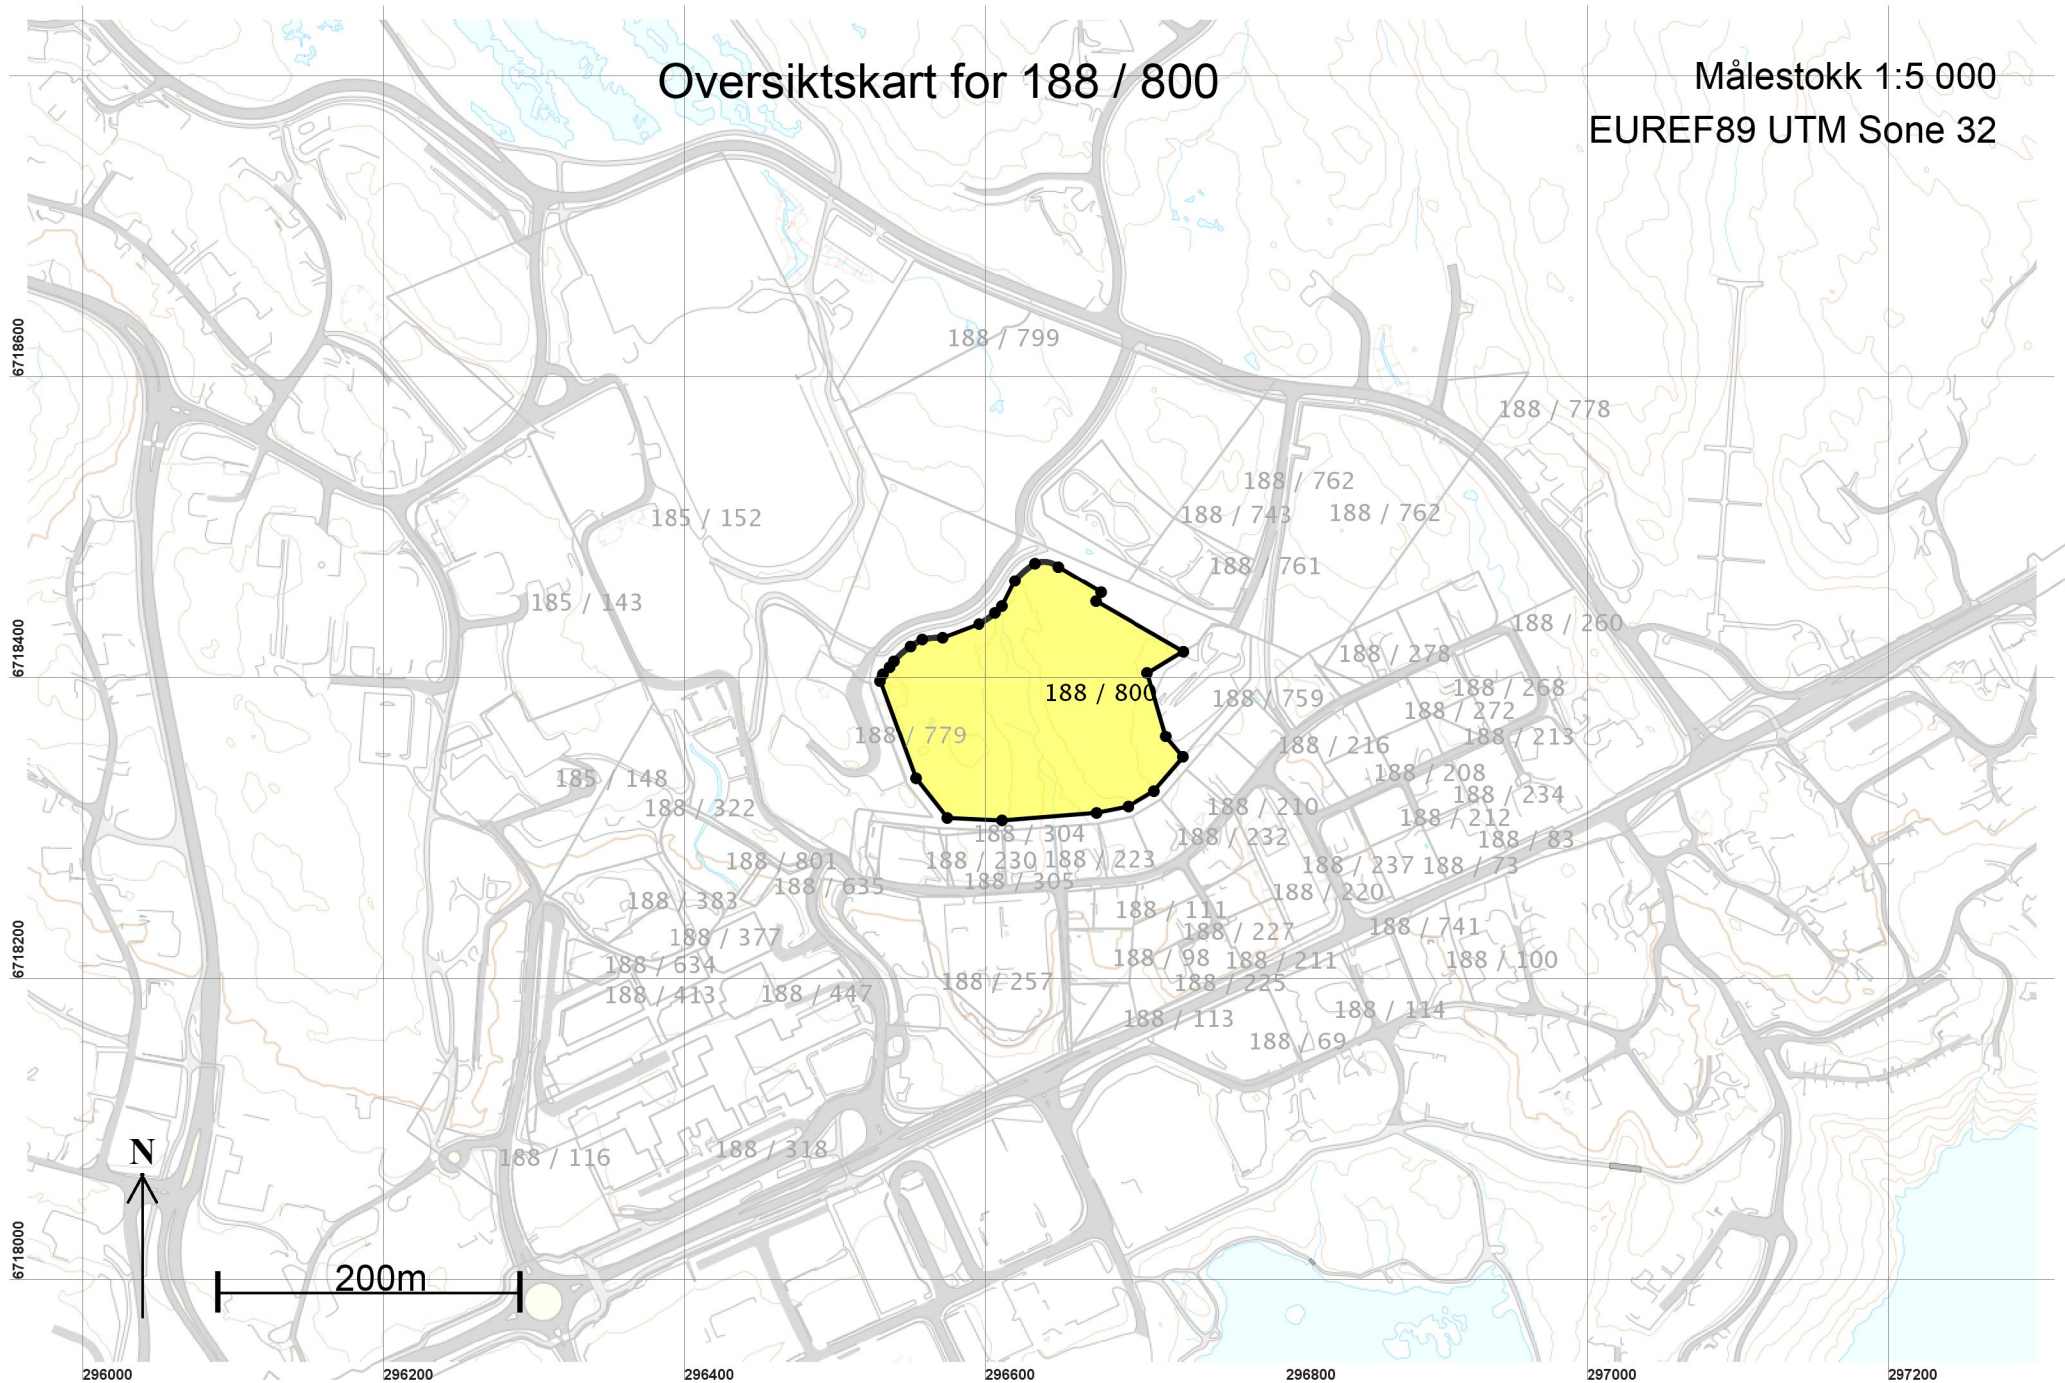 Oversiktskart for 188 / 800
Målestokk 1:5 000
EUREF89 UTM Sone 32
6718600
188 / 799
188 / 778
188 / 762
185 / 152
188 / 743
188 / 762
188 / 761
185 / 143
188 / 260
6718400
188 / 278
188 / 800
188 / 759
188 / 268
188 / 272
188 / 779
188 / 216
188 / 213
185 / 148
188 / 208
188 / 322
188 / 210
188 / 234
188 / 212
188 / 304
188 / 232
188 / 83
188 / 801
188 / 230
188 / 223
188 / 237
188 / 73
188 / 635
188 / 305
188 / 220
188 / 383
188 / 111
188 / 741
188 / 377
188 / 227
6718200
188 / 634
188 / 98
188 / 211
188 / 100
188 / 257
188 / 225
188 / 413
188 / 447
188 / 113
188 / 114
188 / 69
N
188 / 116
188 / 318
6718000
200m
296000
296200
296400
296600
296800
297000
297200